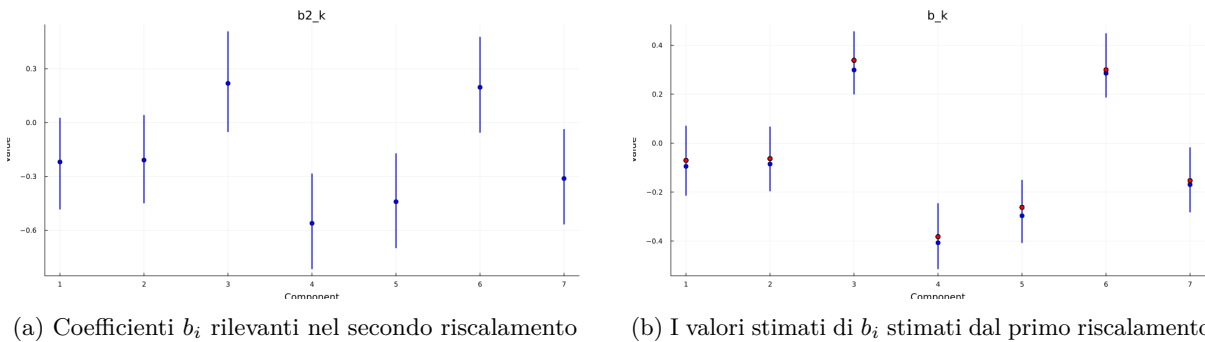 b2_k
0.3
0.0
−0.3
−0.6
1 2 3 4 5 6 7
Component
(a) Coefficienti b_i rilevanti nel secondo riscalamento
b_k
0.4
0.2
0.0
−0.2
−0.4
1 2 3 4 5 6 7
Component
(b) I valori stimati di b_i stimati dal primo riscalamento